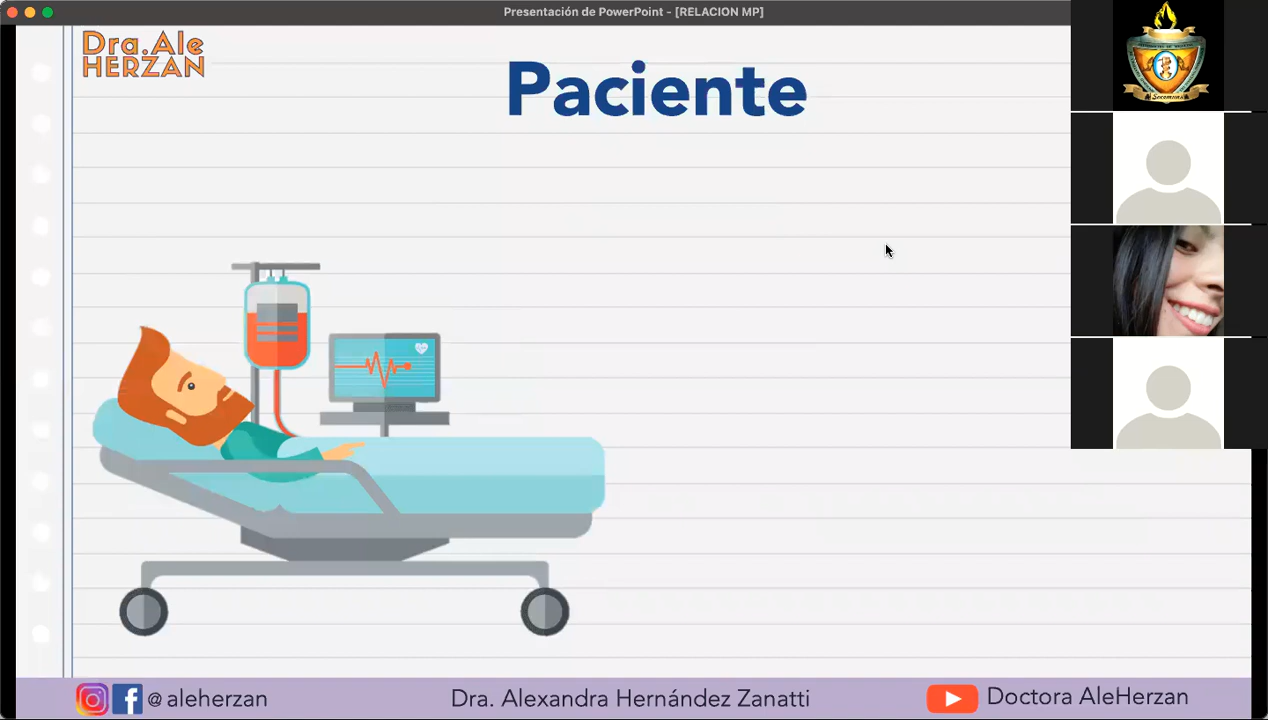 Presentación de PowerPoint - [RELACION MP]
Dra.Ale
HERZAN
Paciente
@aleherzan
Dra. Alexandra Hernández Zanatti
Doctora AleHerzan